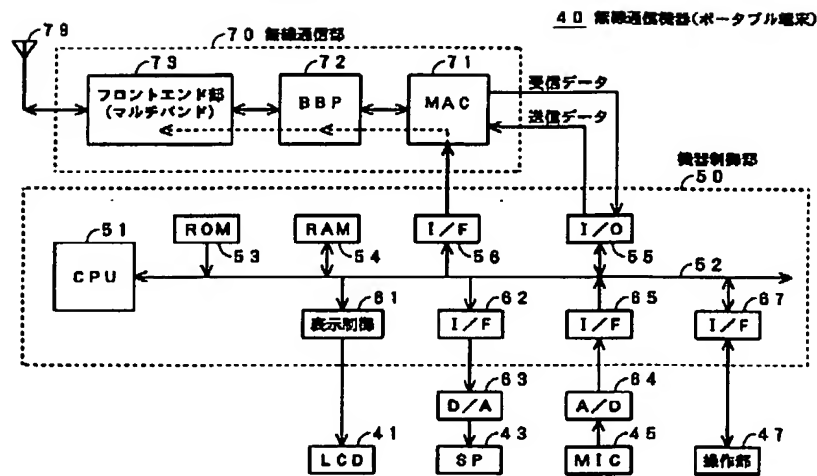 40 無線通信機器(ポータブル端末)
79
70 無線通信部
73
72
71
フロントエンド部
(マルチバンド)
BBP
MAC
受信データ
送信データ
機器制御部
50
51
CPU
ROM
53
RAM
54
I/F
56
I/O
55
52
61
表示制御
62
I/F
65
I/F
67
I/F
63
D/A
64
A/D
LCD
41
SP
43
MIC
45
操作部
47